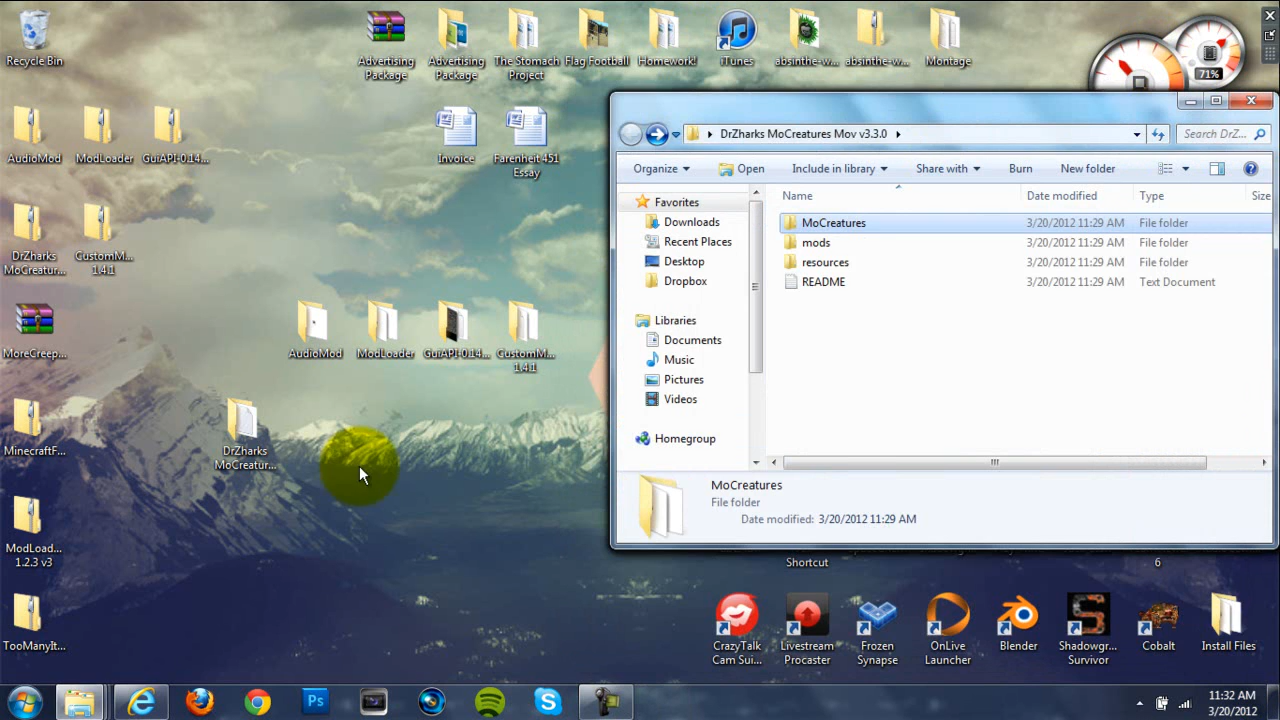 Recycle Bin
Advertising
Package
Advertising
Package
The Stomach
Project
Flag Football
Homework!
iTunes
absinthe-w...
absinthe-w...
Montage
71%
AudioMod
ModLoader
GuiAPI-0.14...
Invoice
Farenheit 451
Essay
DrZharks
MoCreatur...
CustomM...
1.4.1
MoreCreep...
AudioMod
ModLoader
GuiAPI-0.14...
CustomM...
1.4.1
MinecraftF...
DrZharks
MoCreatur...
ModLoad...
1.2.3 v3
TooManyIt...
DrZharks MoCreatures Mov v3.3.0
Search DrZ...
Organize
Open
Include in library
Share with
Burn
New folder
Name
Date modified
Type
Size
Favorites
Downloads
Recent Places
Desktop
Dropbox
Libraries
Documents
Music
Pictures
Videos
Homegroup
MoCreatures 3/20/2012 11:29 AM File folder
mods 3/20/2012 11:29 AM File folder
resources 3/20/2012 11:29 AM File folder
README 3/20/2012 11:29 AM Text Document
MoCreatures
File folder
Date modified: 3/20/2012 11:29 AM
Shortcut
6
CrazyTalk
Cam Sui...
Livestream
Procaster
Frozen
Synapse
OnLive
Launcher
Blender
Shadowgr...
Survivor
Cobalt
Install Files
Ps
11:32 AM
3/20/2012